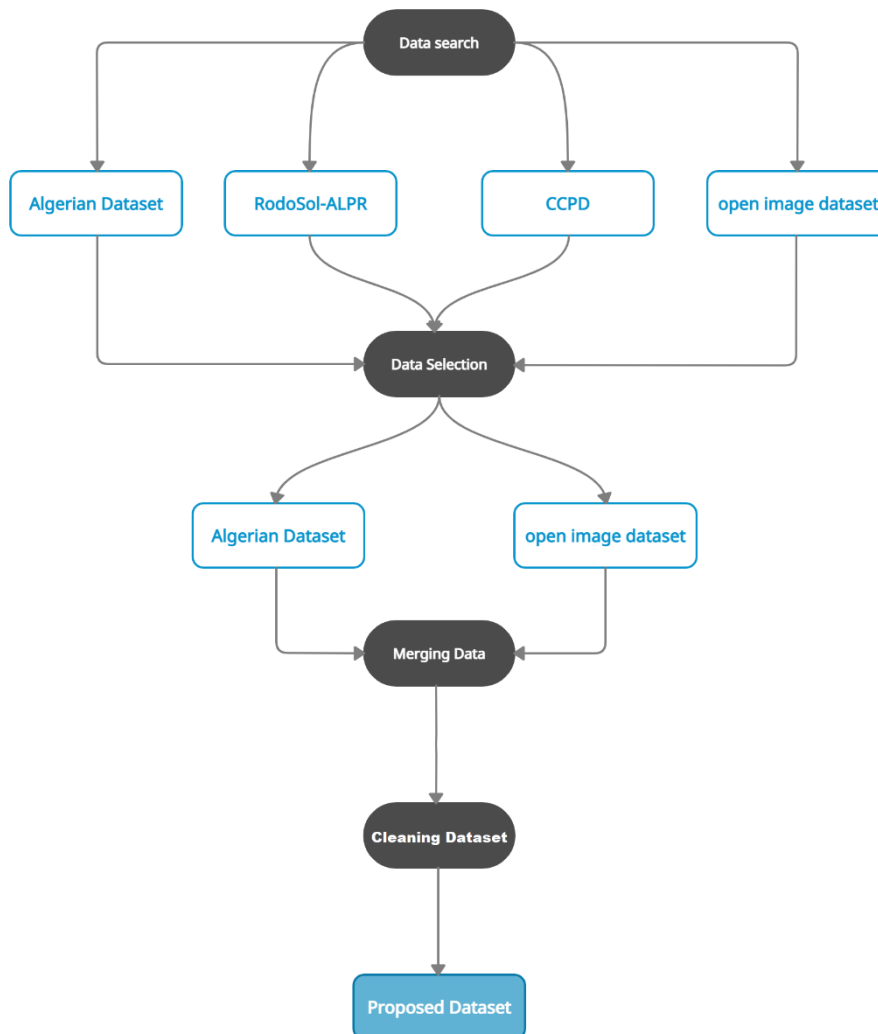 Data search
Algerian Dataset
RodoSol-ALPR
CCPD
open image dataset
Data Selection
Algerian Dataset
open image dataset
Merging Data
Cleaning Dataset
Proposed Dataset